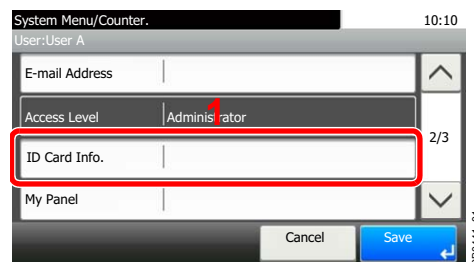 System Menu/Counter.
10:10
User:User A
E-mail Address
Access Level
Administrator
1
2/3
ID Card Info.
My Panel
Cancel
Save